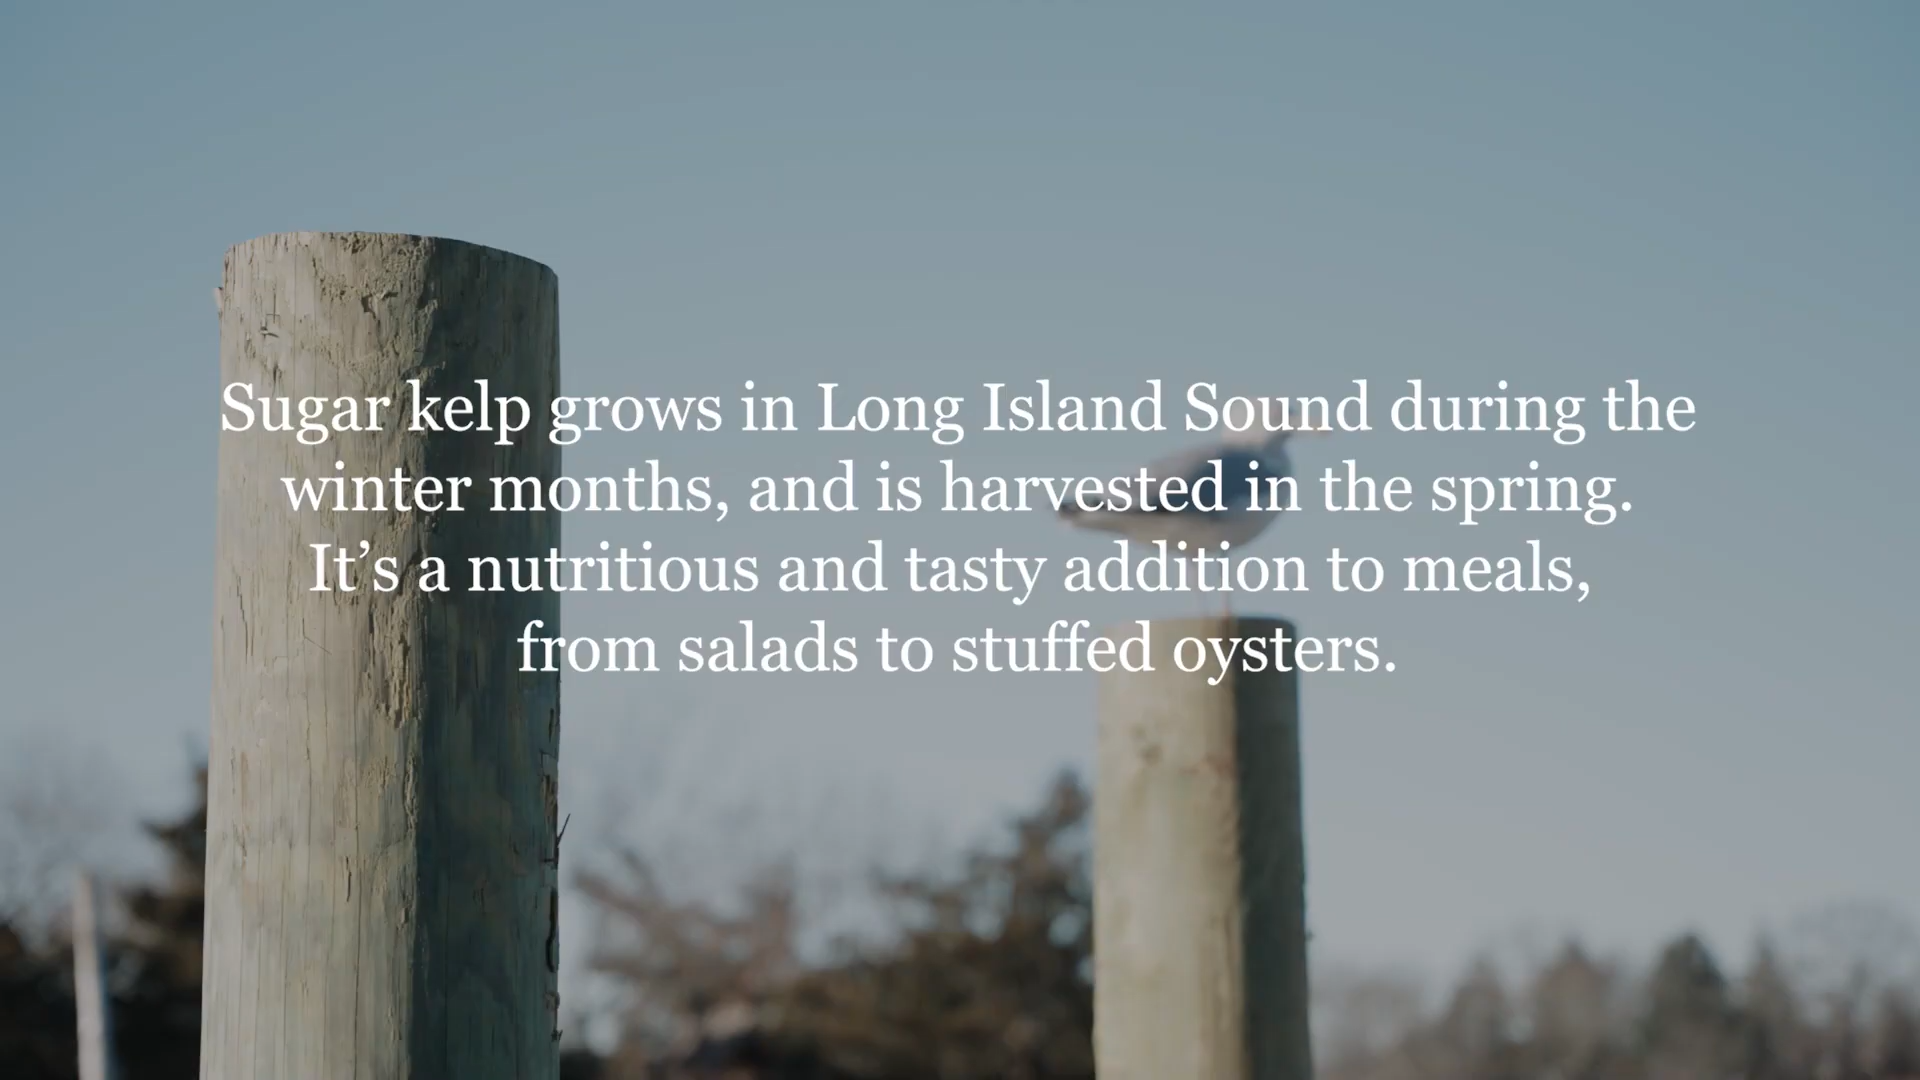 Sugar kelp grows in Long Island Sound during the
winter months, and is harvested in the spring.
It’s a nutritious and tasty addition to meals,
from salads to stuffed oysters.